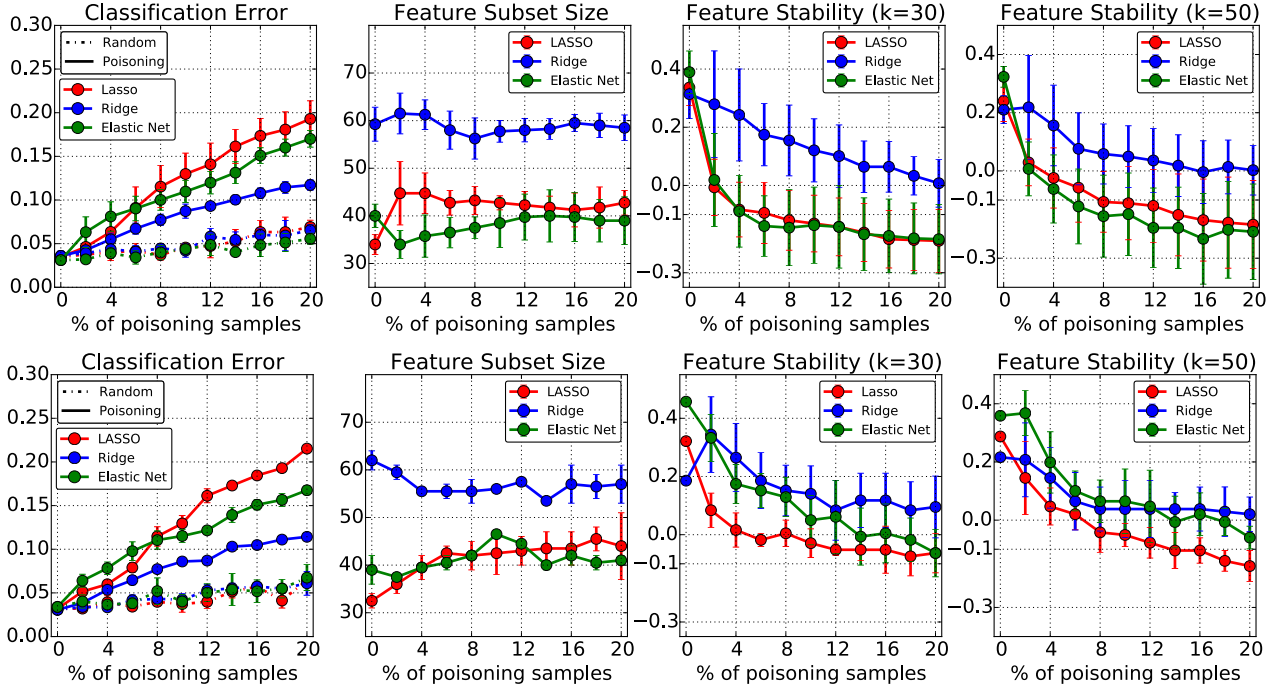 Classification Error
0.30
0.25
0.20
0.15
0.10
0.05
0.00
Random
Poisoning
Lasso
Ridge
Elastic Net
0 4 8 12 16 20
% of poisoning samples
Feature Subset Size
70
60
50
40
30
LASSO
Ridge
Elastic Net
0 4 8 12 16 20
% of poisoning samples
Feature Stability (k=30)
0.4
0.2
0.0
−0.1
−0.3
LASSO
Ridge
Elastic Net
0 4 8 12 16 20
% of poisoning samples
Feature Stability (k=50)
0.4
0.2
0.0
−0.1
−0.3
LASSO
Ridge
Elastic Net
0 4 8 12 16 20
% of poisoning samples
Classification Error
0.30
0.25
0.20
0.15
0.10
0.05
0.00
Random
Poisoning
LASSO
Ridge
Elastic Net
0 4 8 12 16 20
% of poisoning samples
Feature Subset Size
70
60
50
40
30
LASSO
Ridge
Elastic Net
0 4 8 12 16 20
% of poisoning samples
Feature Stability (k=30)
0.4
0.2
0.0
−0.1
−0.3
LASSO
Ridge
Elastic Net
0 4 8 12 16 20
% of poisoning samples
Feature Stability (k=50)
0.4
0.2
0.0
−0.1
−0.3
LASSO
Ridge
Elastic Net
0 4 8 12 16 20
% of poisoning samples